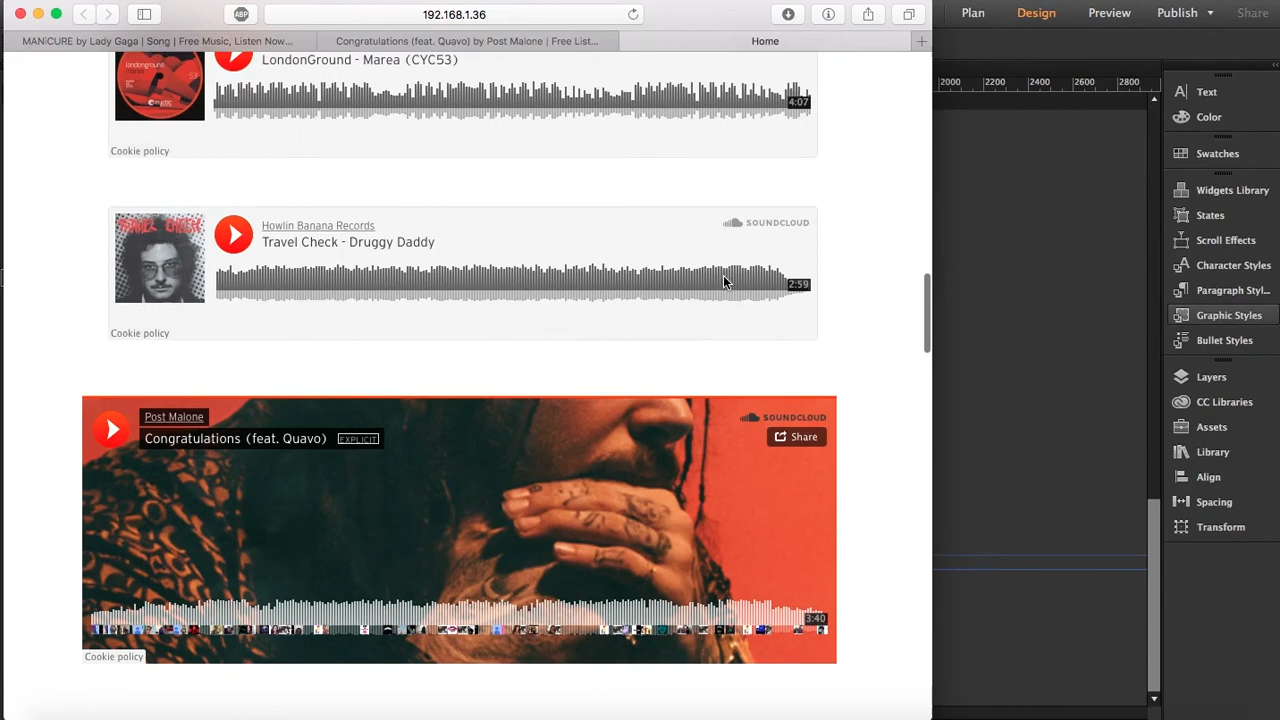 192.168.1.36
Plan Design Preview Publish Share
MANiCURE by Lady Gaga | Song | Free Music, Listen Now... Congratulations (feat. Quavo) by Post Malone | Free List... Home
2000 2200 2400 2600 2800
LondonGround - Marea (CYC53)
4:07
Cookie policy
Howlin Banana Records
SOUNDCLOUD
Travel Check - Druggy Daddy
2:59
Cookie policy
Post Malone
SOUNDCLOUD
Congratulations (feat. Quavo) EXPLICIT
Share
3:40
Cookie policy
Text
Color
Swatches
Widgets Library
States
Scroll Effects
Character Styles
Paragraph Styl...
Graphic Styles
Bullet Styles
Layers
CC Libraries
Assets
Library
Align
Spacing
Transform
ABP
londonground
marea
53